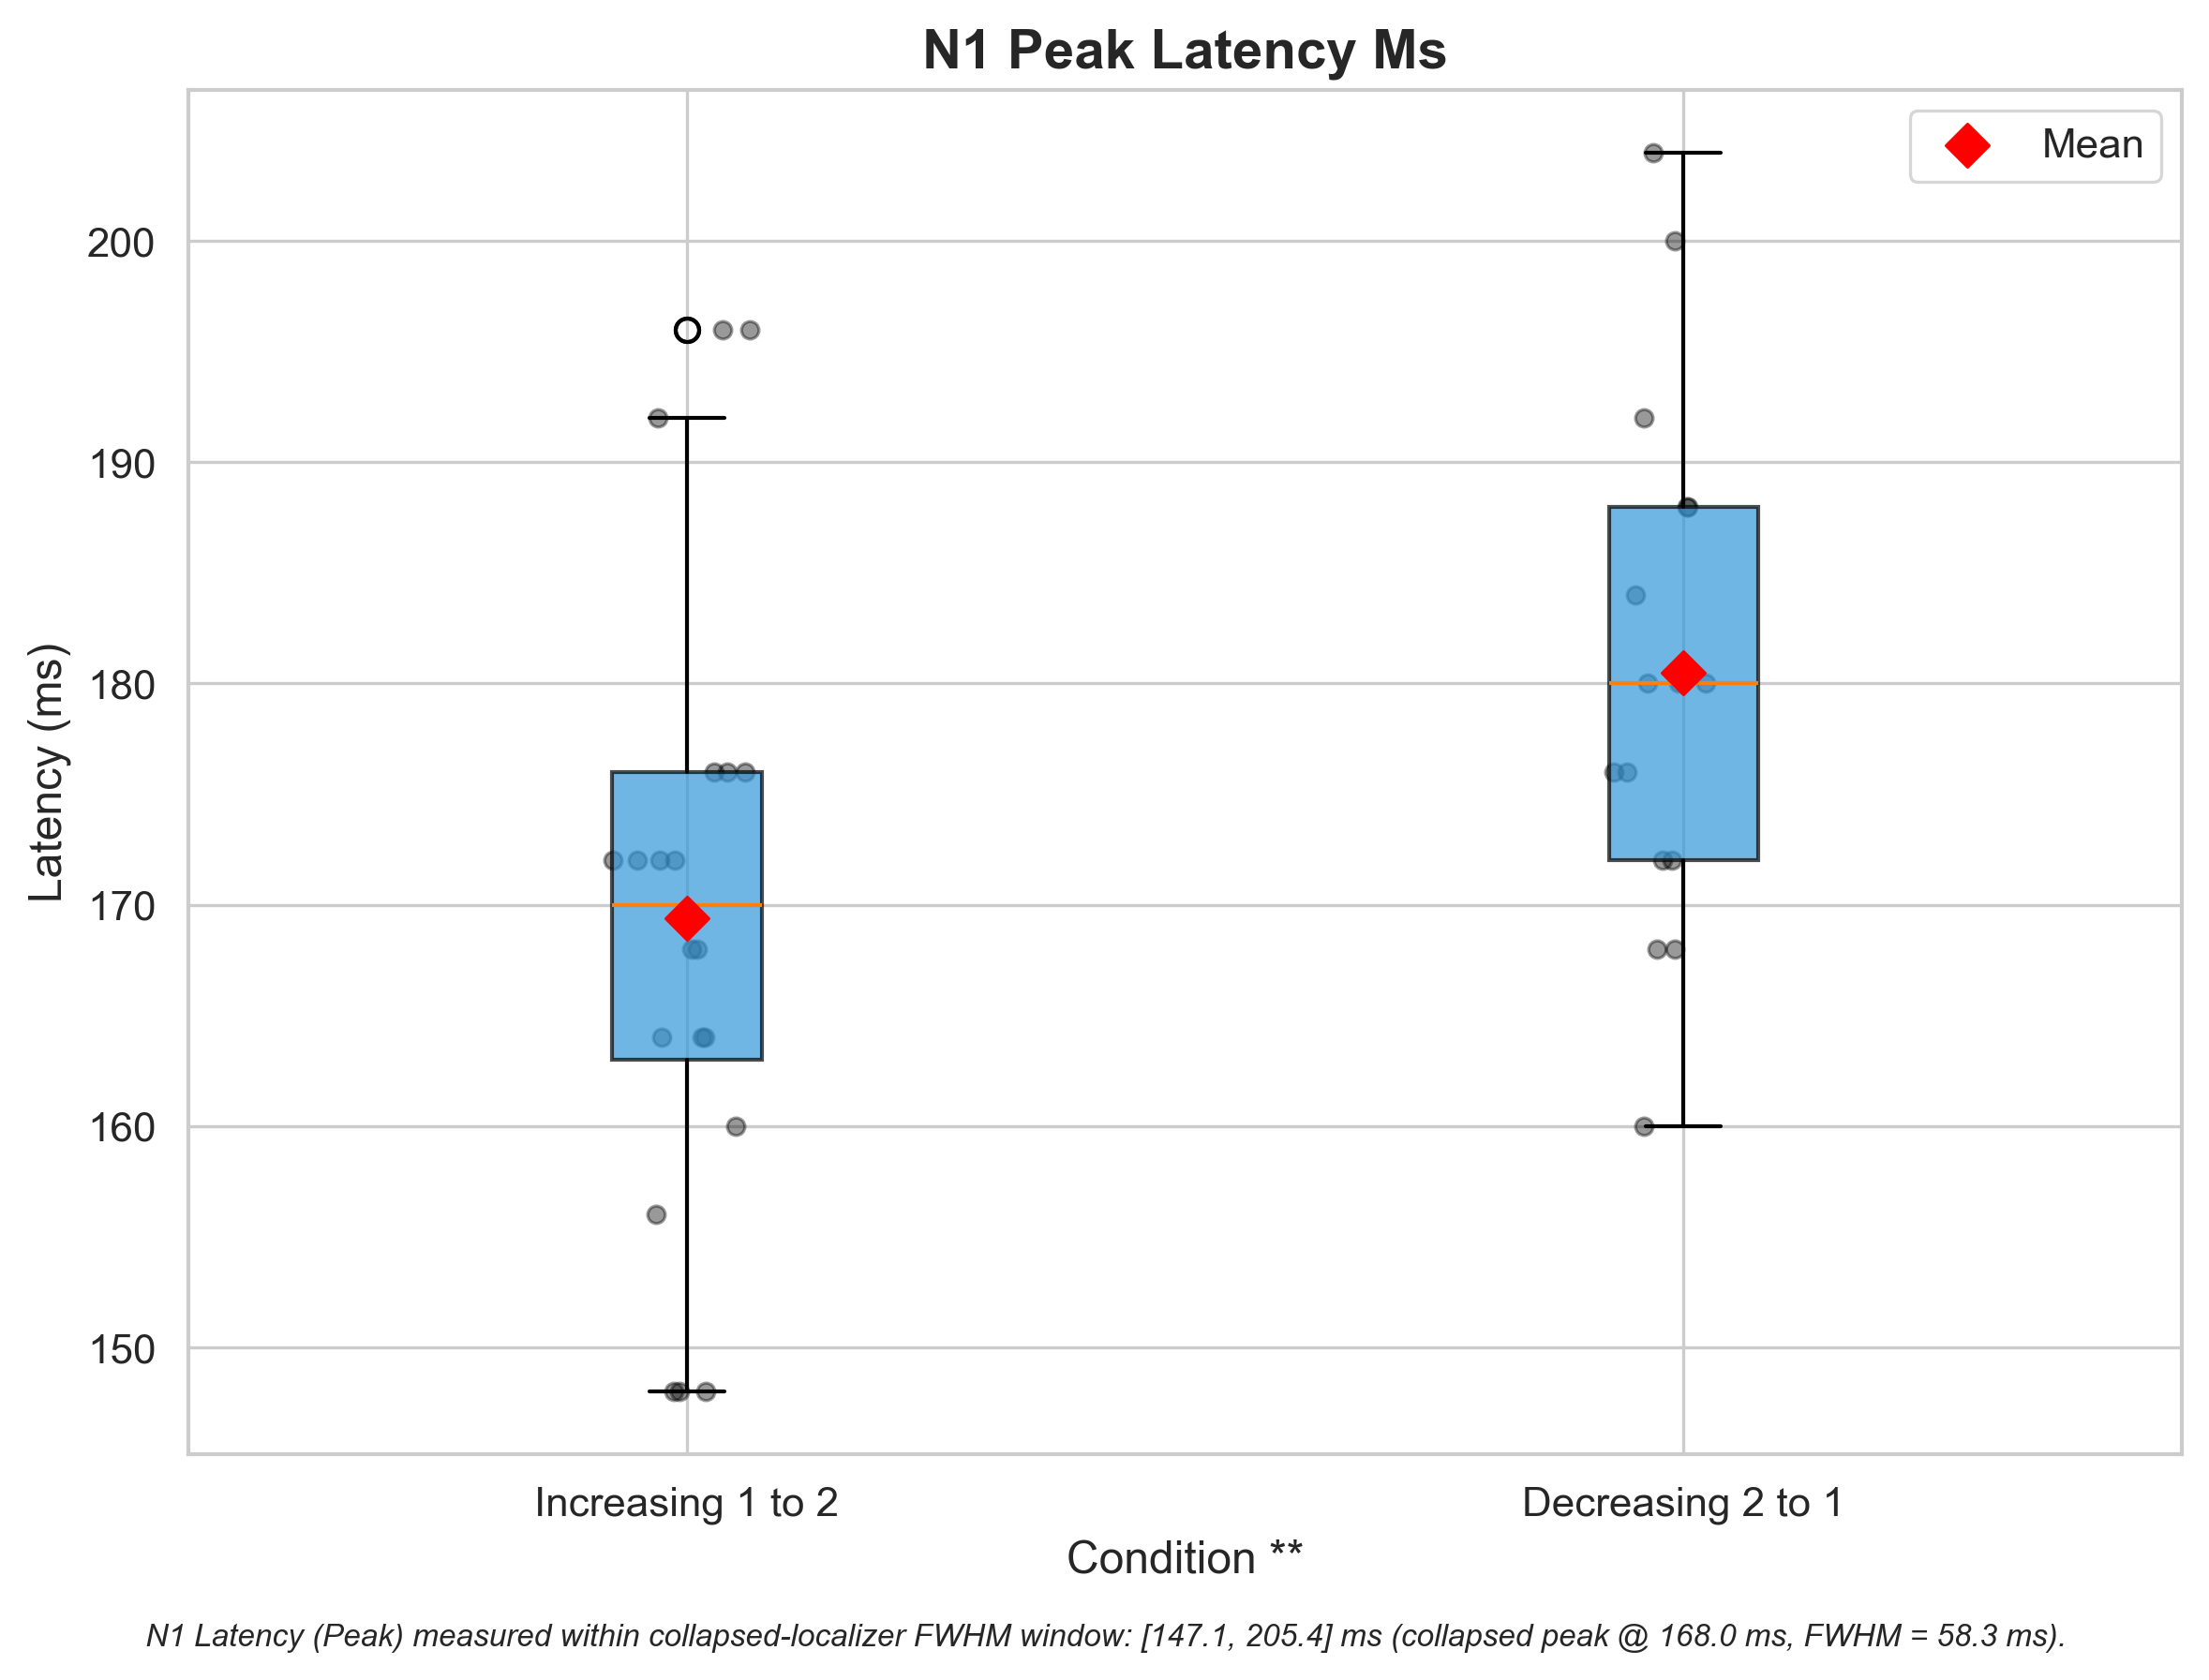 N1 Peak Latency Ms
Mean
200
190
180
170
160
150
Latency (ms)
Increasing 1 to 2
Decreasing 2 to 1
Condition **
N1 Latency (Peak) measured within collapsed-localizer FWHM window: [147.1, 205.4] ms (collapsed peak @ 168.0 ms, FWHM = 58.3 ms).